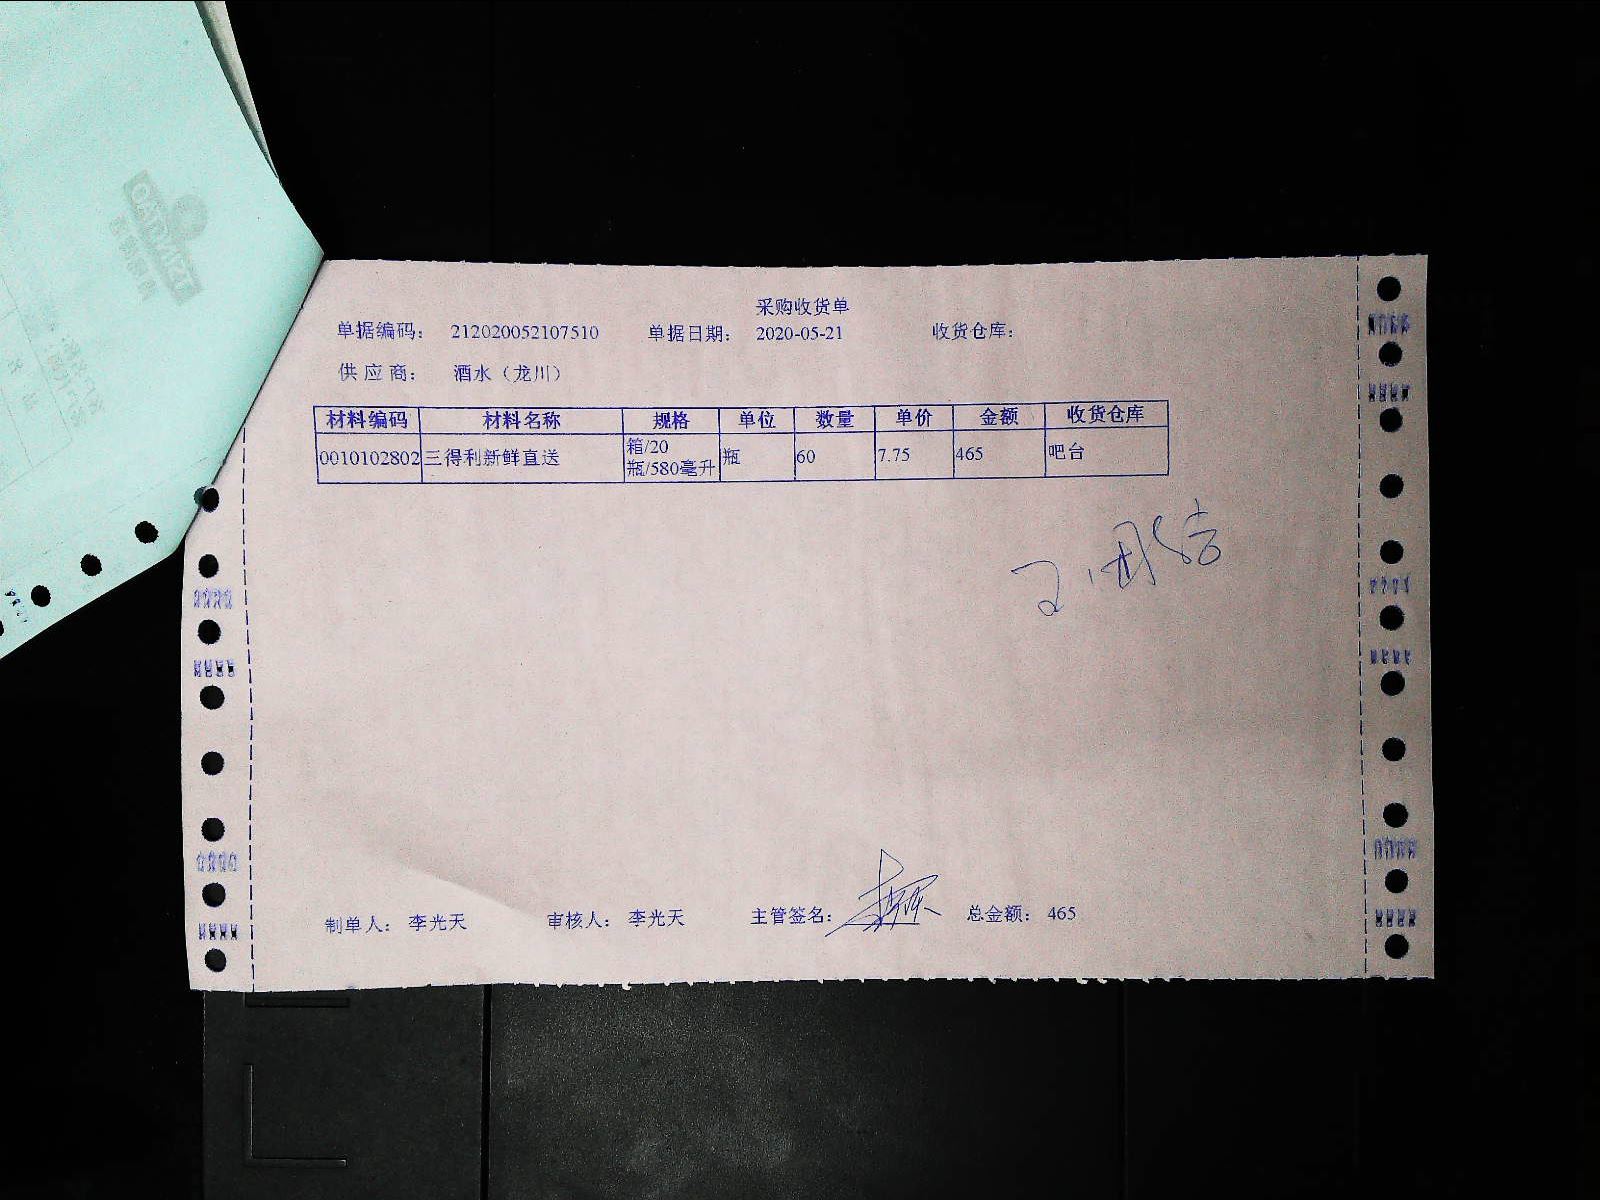 采购收货单
单据编码： 212020052107510 单据日期： 2020-05-21 收货仓库：
供应商： 酒水（龙川）
材料编码 材料名称 规格 单位 数量 单价 金额 收货仓库
0010102802 三得利新鲜直送 箱/20瓶/580毫升 瓶 60 7.75 465 吧台
制单人： 李光天 审核人： 李光天 主管签名： 总金额： 465